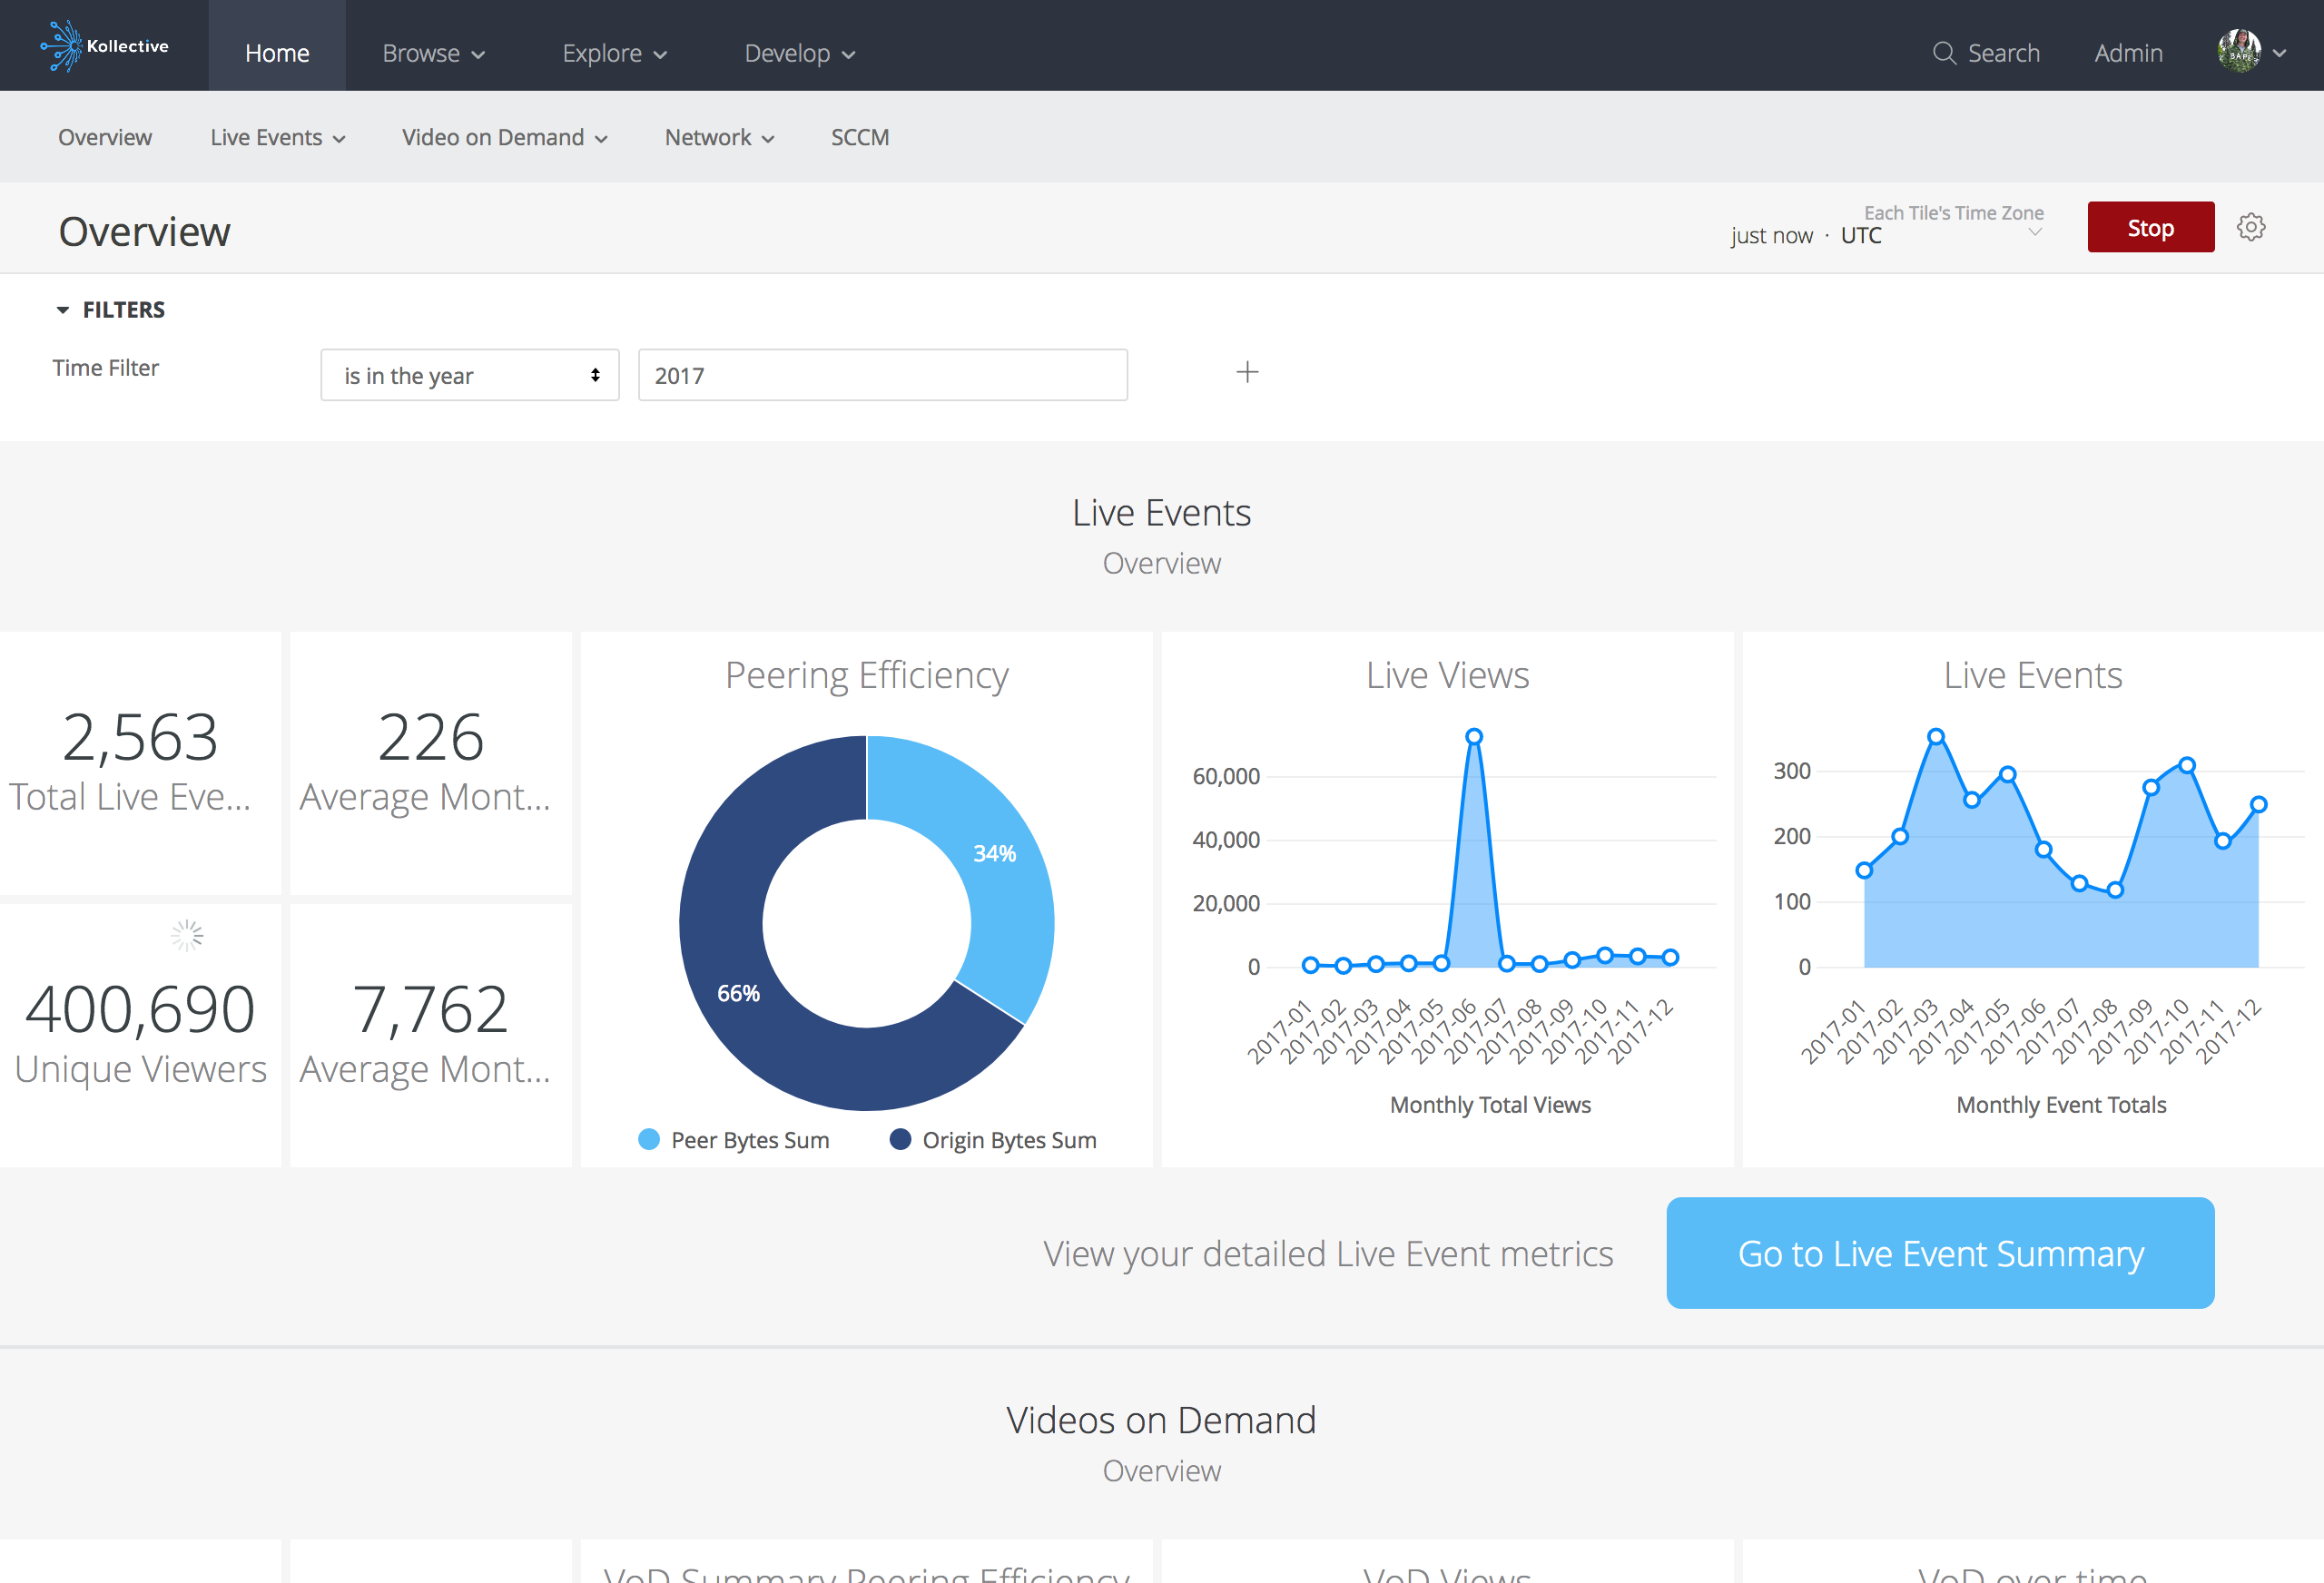 Kollective
Home
Browse
Explore
Develop
Search
Admin
Overview
Live Events
Video on Demand
Network
SCCM
Overview
Each Tile's Time Zone
just now · UTC
Stop
FILTERS
Time Filter
is in the year
2017
Live Events
Overview
2,563
Total Live Eve...
226
Average Mont...
400,690
Unique Viewers
7,762
Average Mont...
Peering Efficiency
34%
66%
Peer Bytes Sum
Origin Bytes Sum
Live Views
60,000
40,000
20,000
0
2017-01
2017-02
2017-03
2017-04
2017-05
2017-06
2017-07
2017-08
2017-09
2017-10
2017-11
2017-12
Monthly Total Views
Live Events
300
200
100
0
2017-01
2017-02
2017-03
2017-04
2017-05
2017-06
2017-07
2017-08
2017-09
2017-10
2017-11
2017-12
Monthly Event Totals
View your detailed Live Event metrics
Go to Live Event Summary
Videos on Demand
Overview
VoD Summary Peering Efficiency
VoD Views
VoD over time